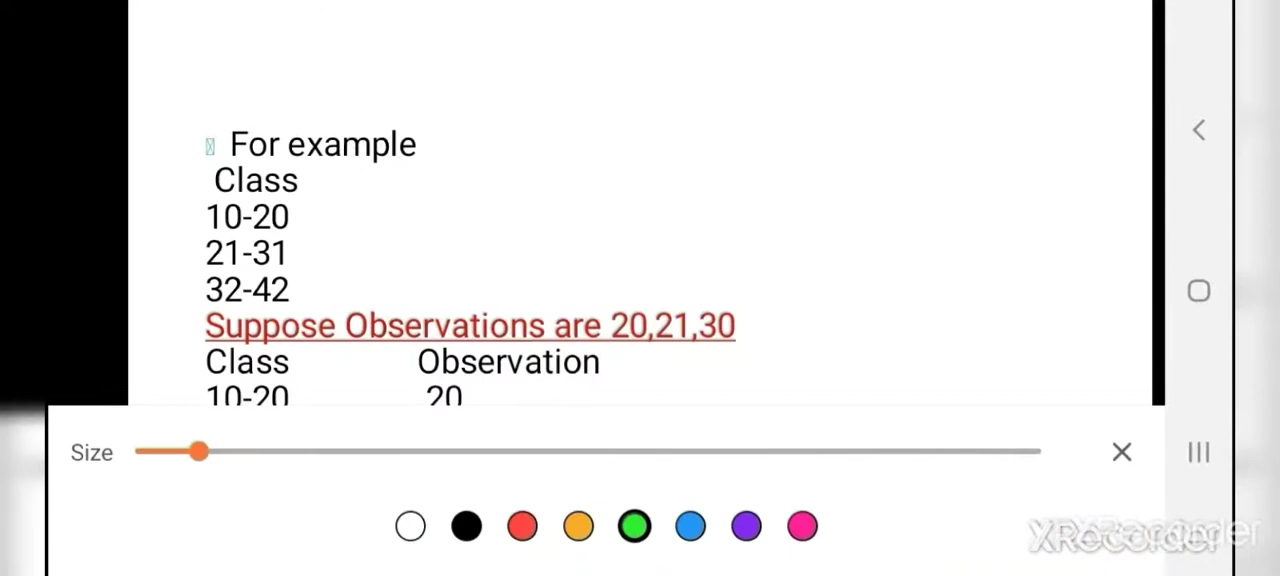 For example
Class
10-20
21-31
32-42
Suppose Observations are 20,21,30
Class Observation
10-20 20
Size
XRecorder